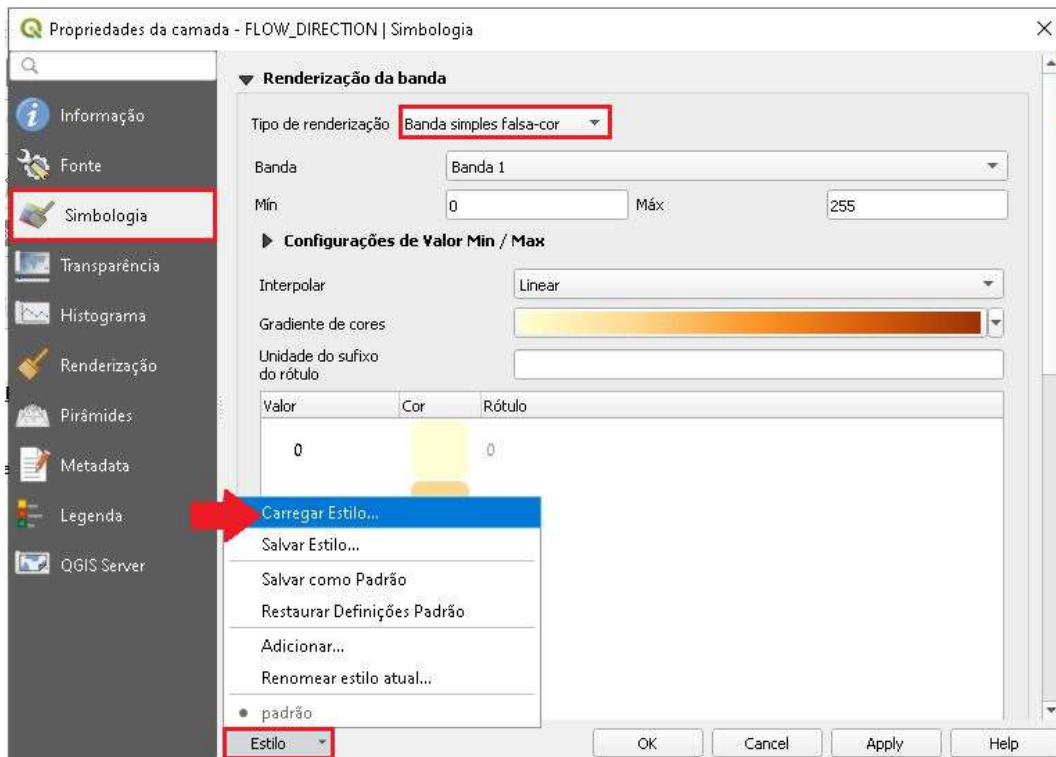 Propriedades da camada - FLOW_DIRECTION | Simbologia
Informação
Fonte
Simbologia
Transparência
Histograma
Renderização
Pirâmides
Metadata
Legenda
QGIS Server
Renderização da banda
Tipo de renderização Banda simples falsa-cor
Banda Banda 1
Mín 0 Máx 255
Configurações de Valor Min / Max
Interpolar Linear
Gradiente de cores
Unidade do sufixo
do rótulo
Valor Cor Rótulo
0 0
Carregar Estilo...
Salvar Estilo...
Salvar como Padrão
Restaurar Definições Padrão
Adicionar...
Renomear estilo atual...
padrão
Estilo OK Cancel Apply Help